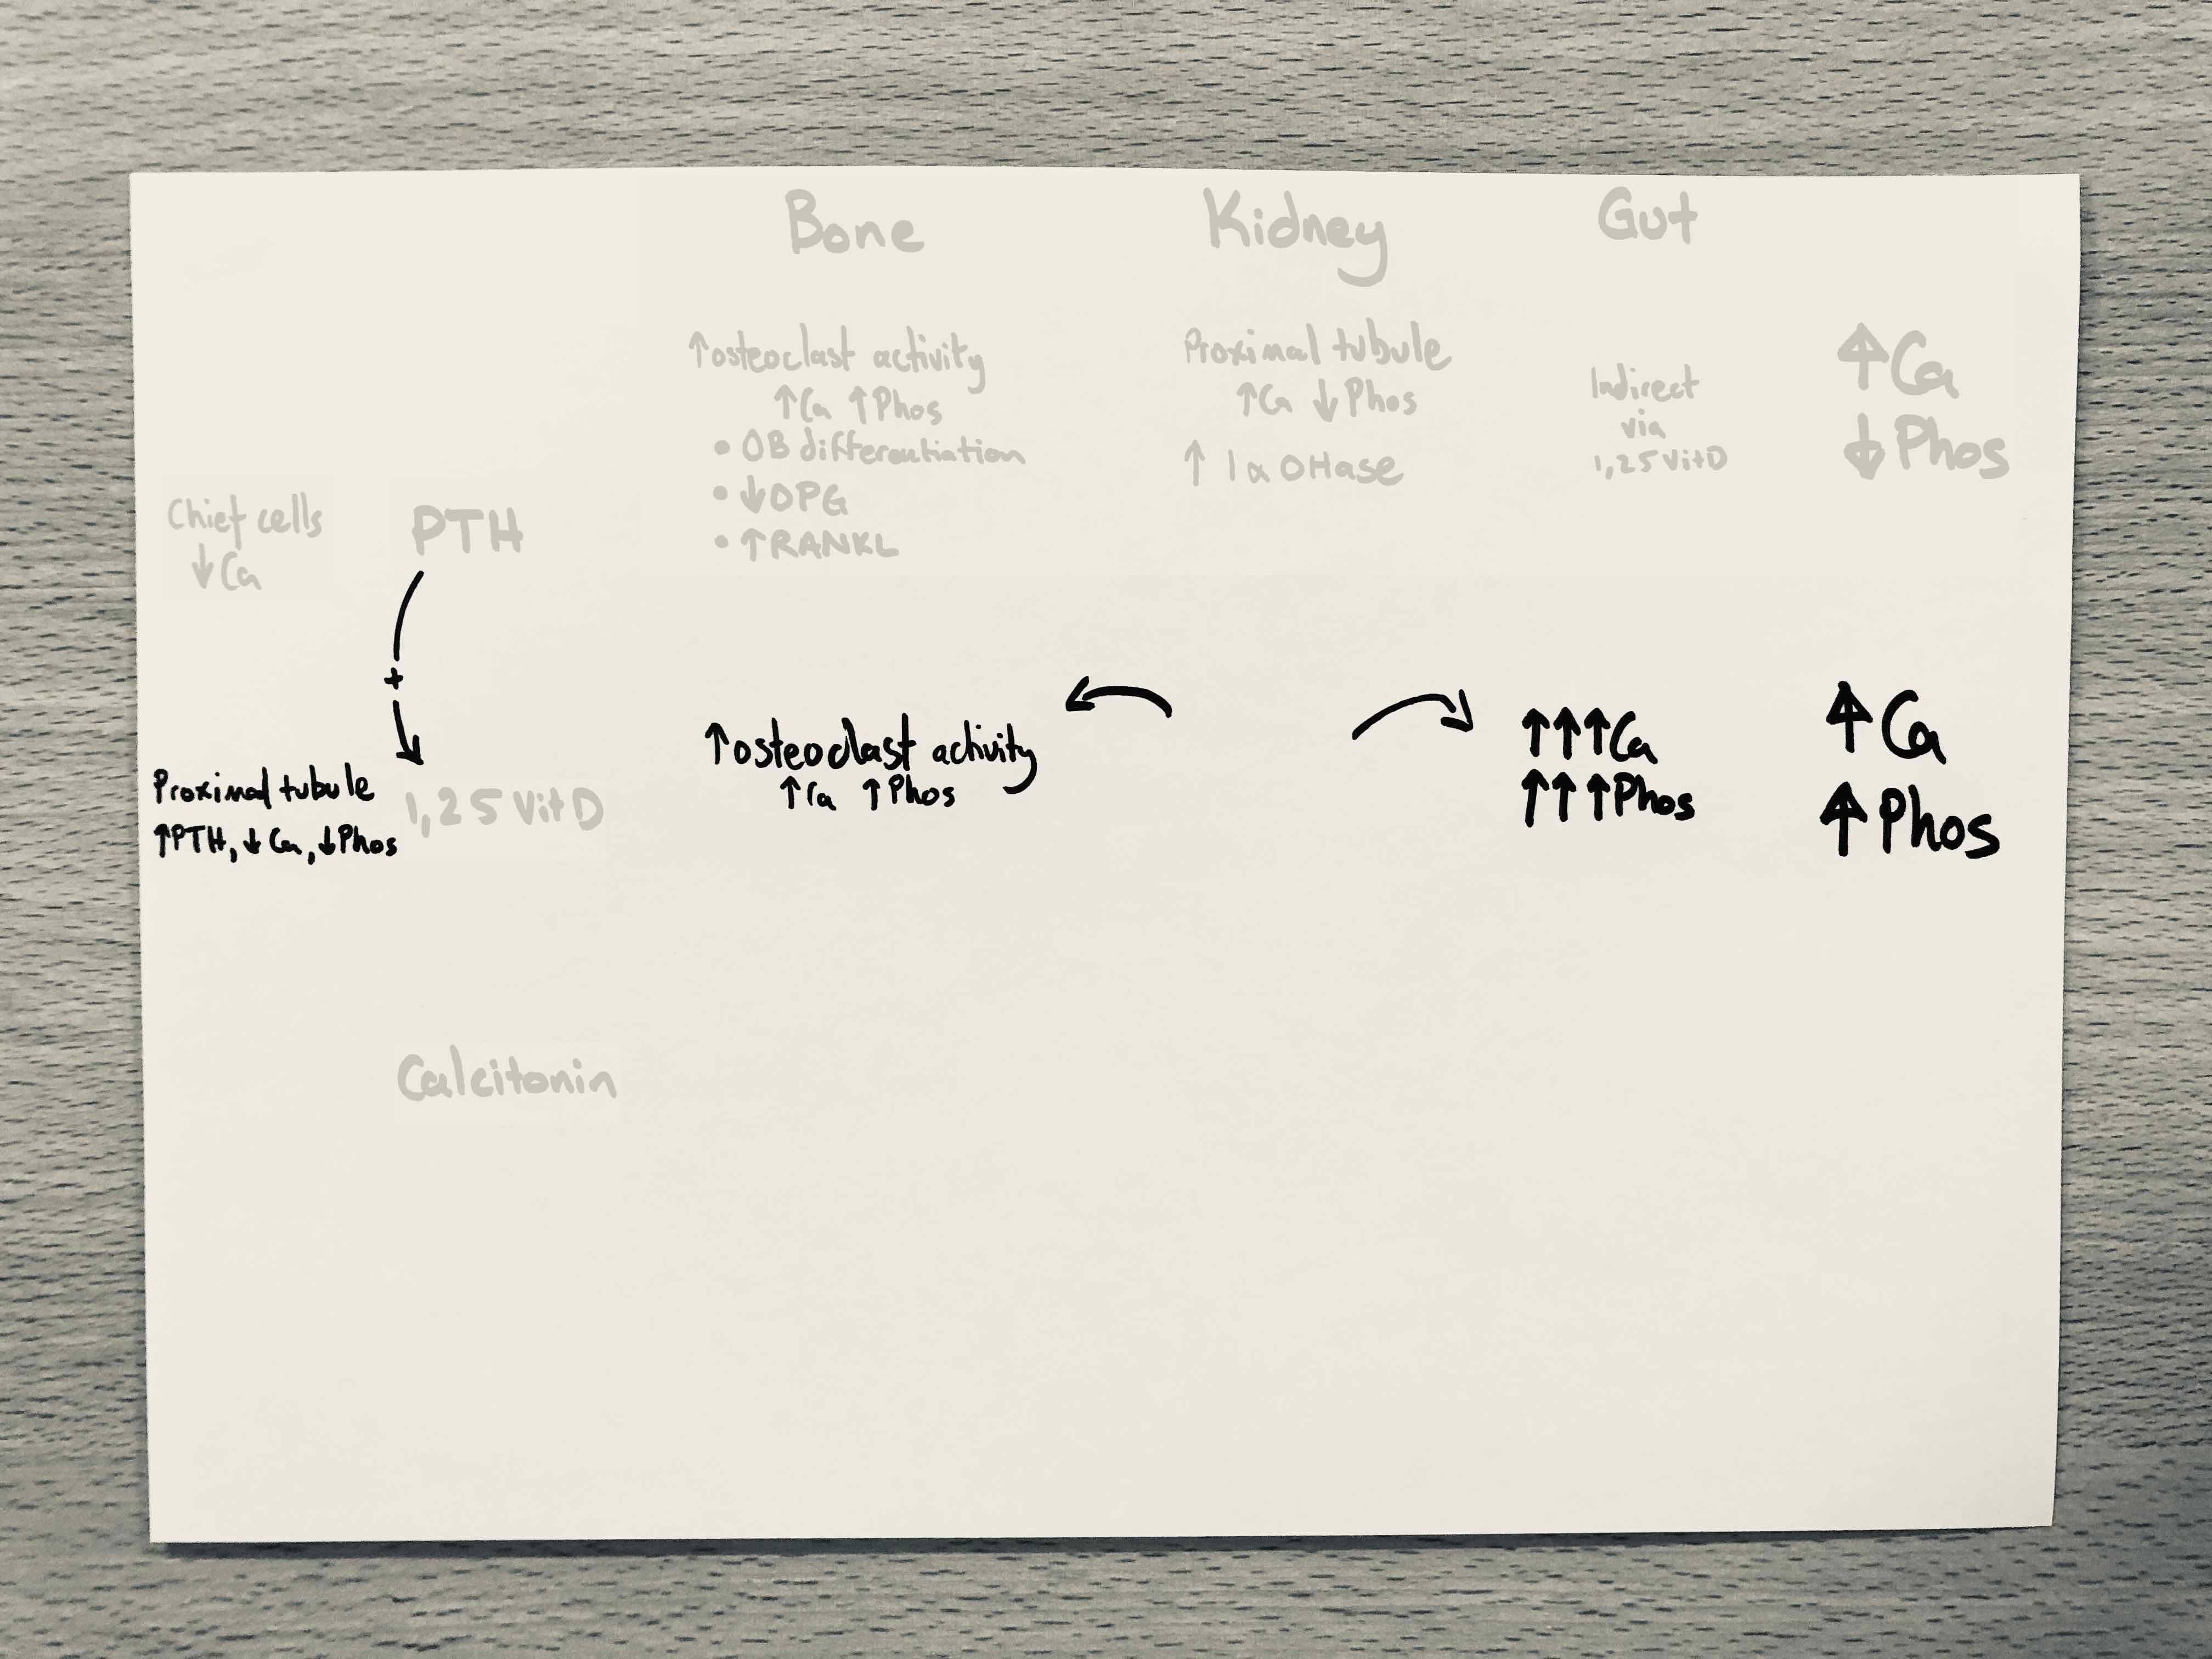 Bone
Kidney
Gut
↑osteoclast activity
↑Ca ↑Phos
• OB differentiation
• ↓OPG
• ↑RANKL
Proximal tubule
↑Ca ↓Phos
↑ 1α OHase
Indirect
via
1,25 VitD
↑Ca
↓Phos
Chief cells
↓Ca
PTH
+
Proximal tubule
↑PTH, ↓Ca, ↓Phos
1,25 VitD
↑osteoclast activity
↑Ca ↑Phos
↑↑↑Ca
↑↑↑Phos
↑Ca
↑Phos
Calcitonin